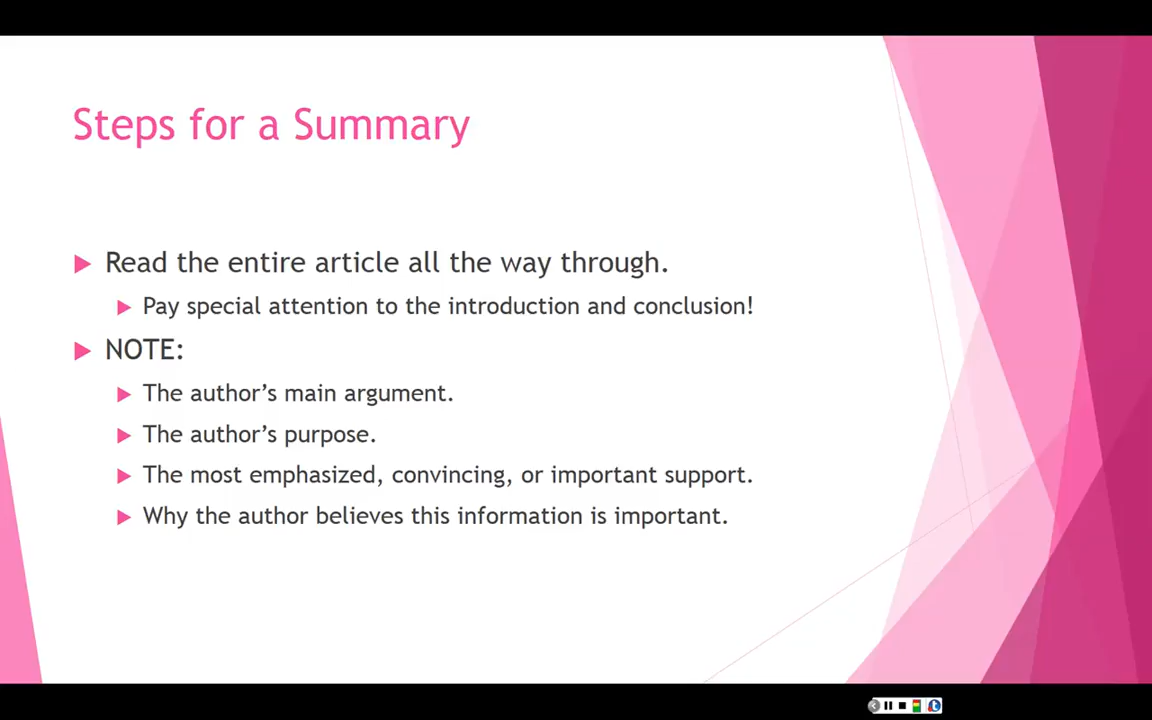 Steps for a Summary
Read the entire article all the way through.
Pay special attention to the introduction and conclusion!
NOTE:
The author's main argument.
The author's purpose.
The most emphasized, convincing, or important support.
Why the author believes this information is important.